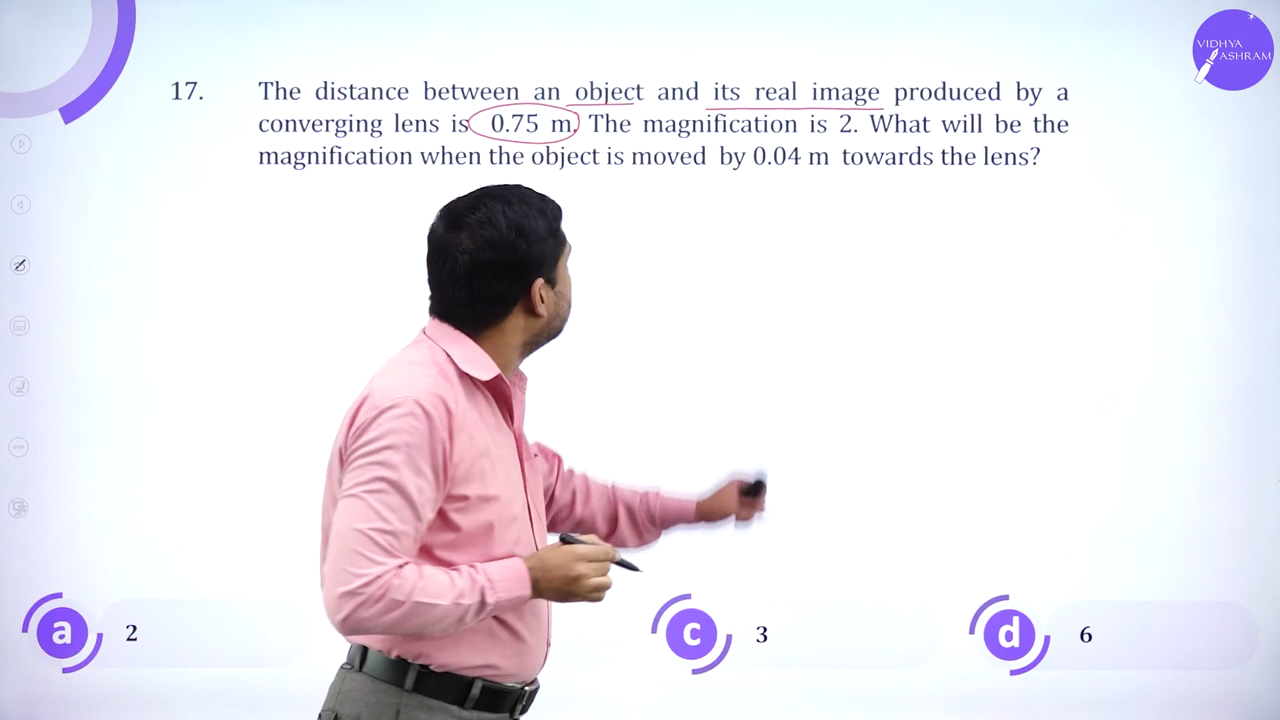 VIDHYA
ASHRAM
17. The distance between an object and its real image produced by a
converging lens is 0.75 m. The magnification is 2. What will be the
magnification when the object is moved by 0.04 m towards the lens?
a 2
c 3
d 6